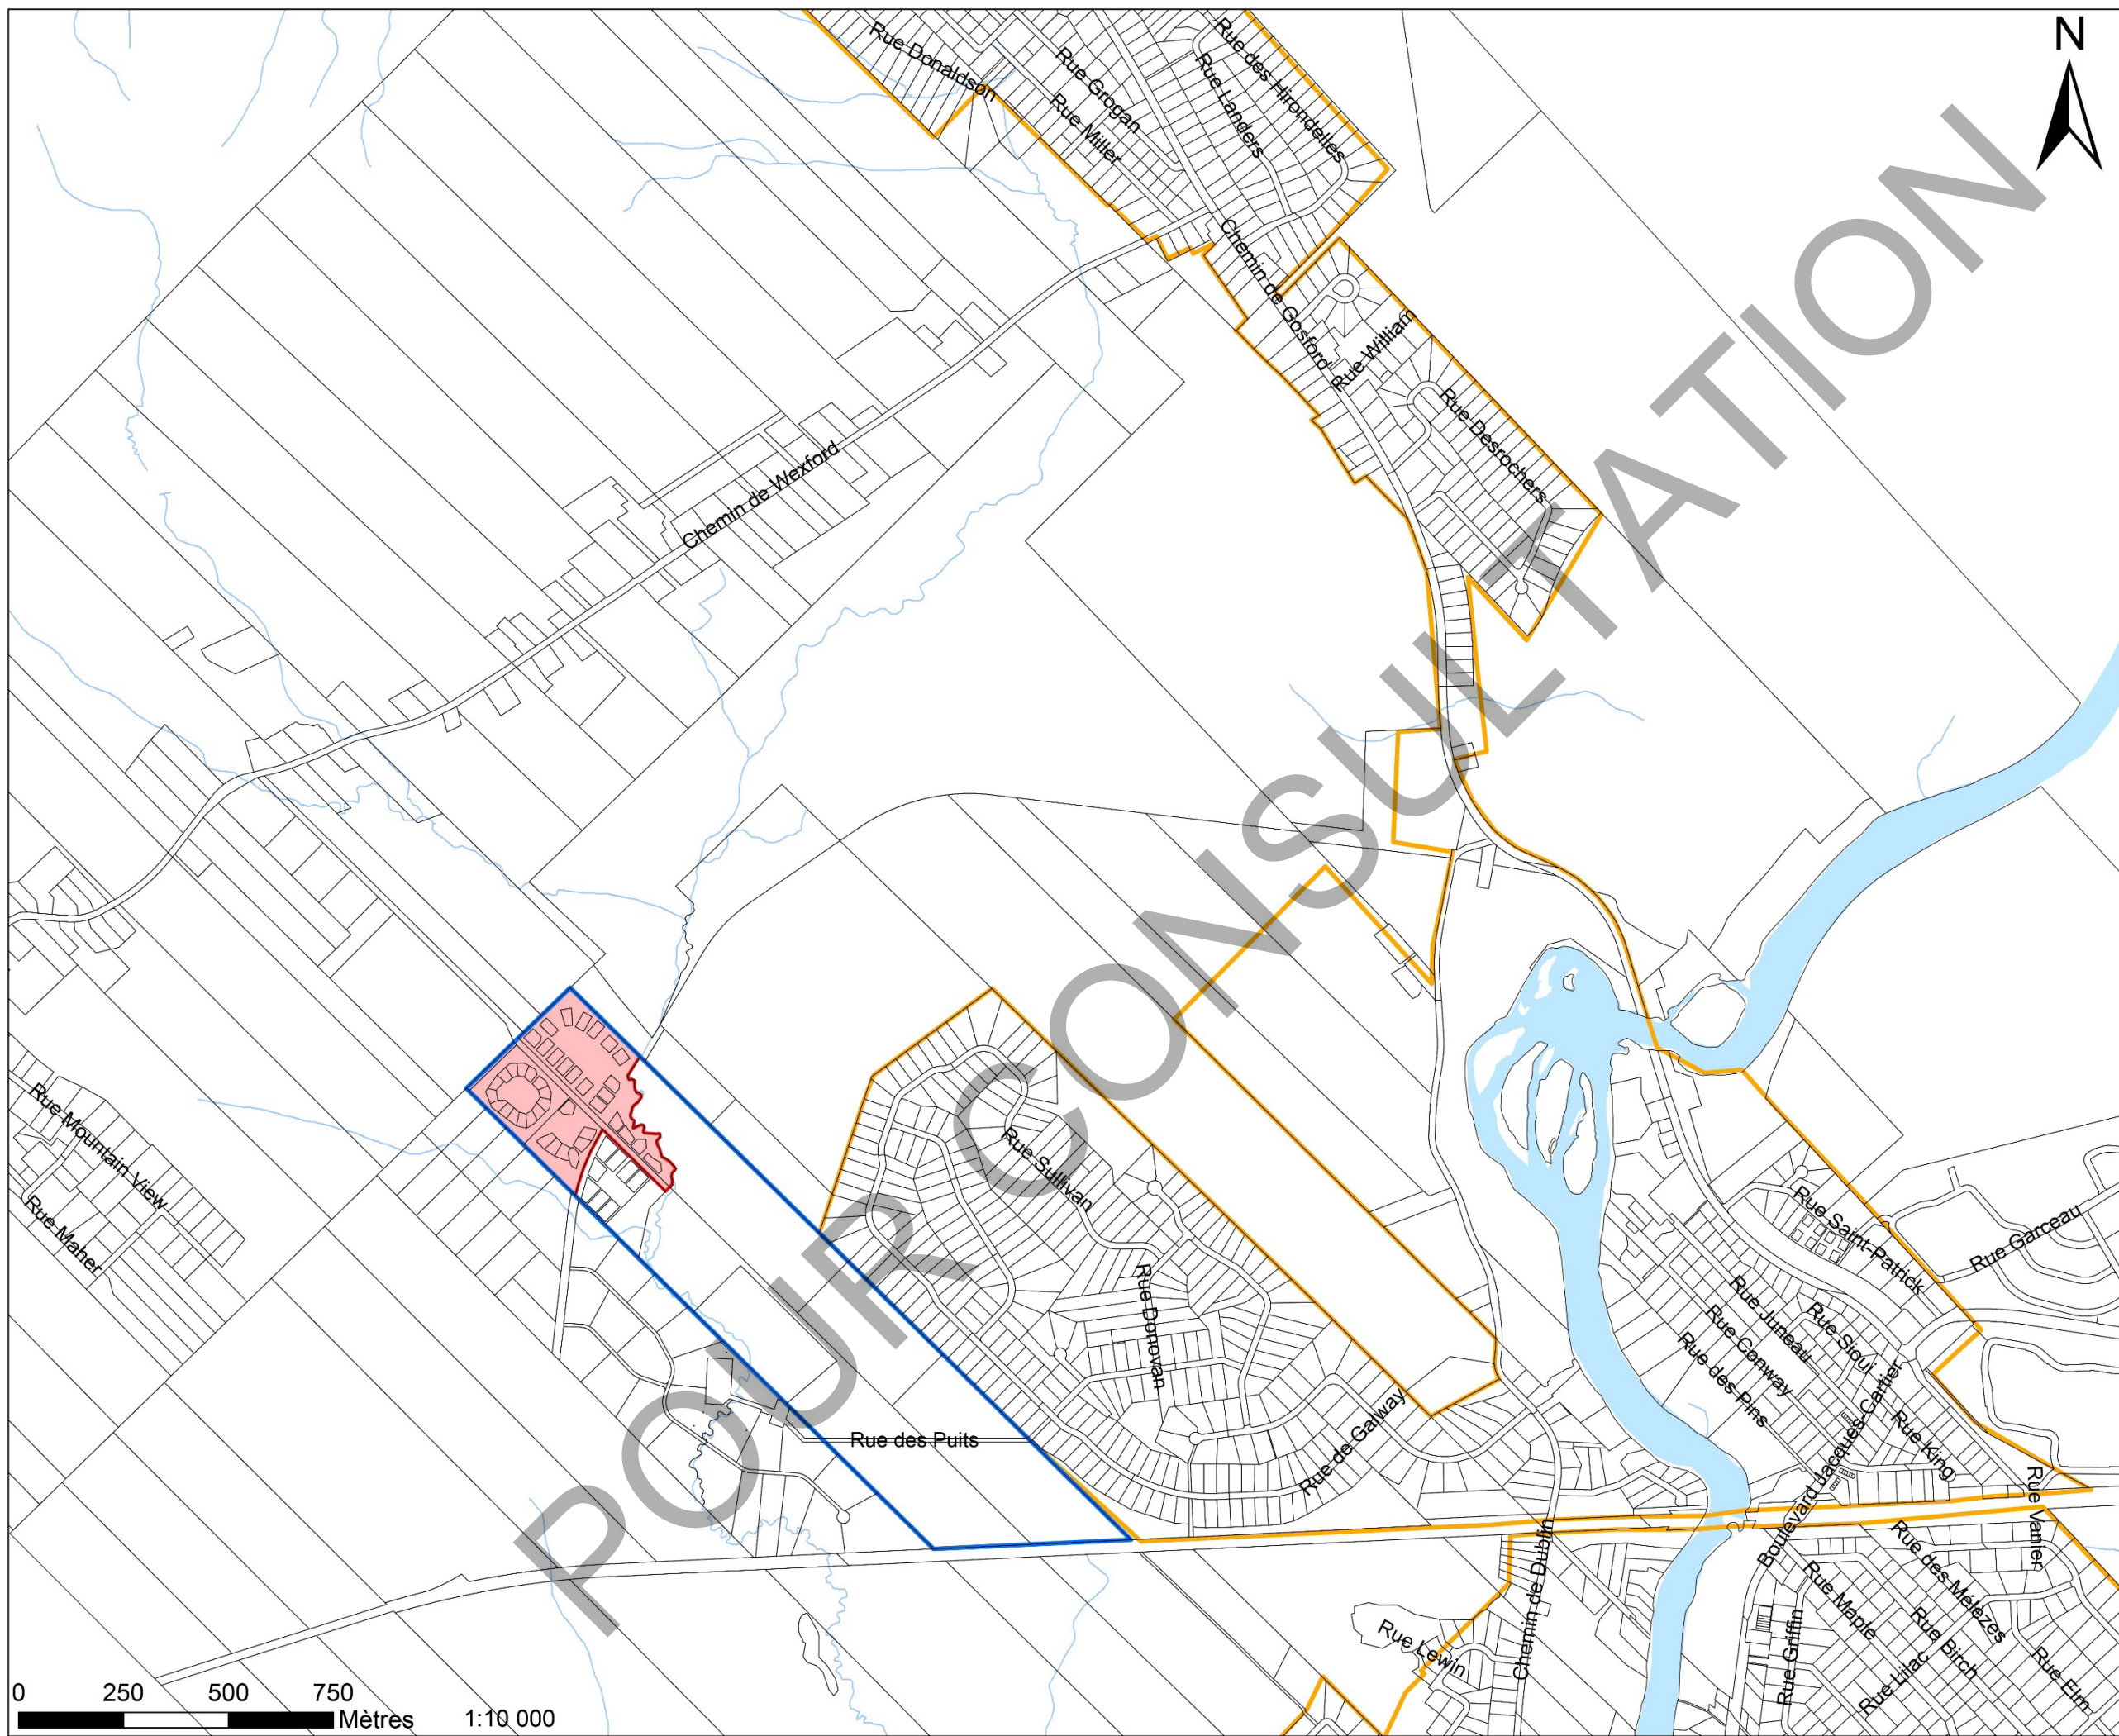 N
Rue Donaldson
Rue Grogan
Rue Miller
Rue Landers
Rue des Hirondelles
Chemin de Gosford
Rue William
Rue Desrochers
Chemin de Wexford
POUR CONSULTATION
Rue Mountain View
Rue Maher
Rue Sullivan
Rue Donovan
Rue des Puits
Rue de Galway
Rue Saint-Patrick
Rue Garceau
Rue Juneau
Rue Sioui
Rue Conway
Rue des Pins
Boulevard Jacques-Cartier
Rue King
Rue Vanier
Chemin de Dublin
Rue Lewin
Rue des Mélèzes
Rue Maple
Rue Birch
Rue Griffin
Rue Lilac
Rue Elm
0 250 500 750
Mètres 1:10 000